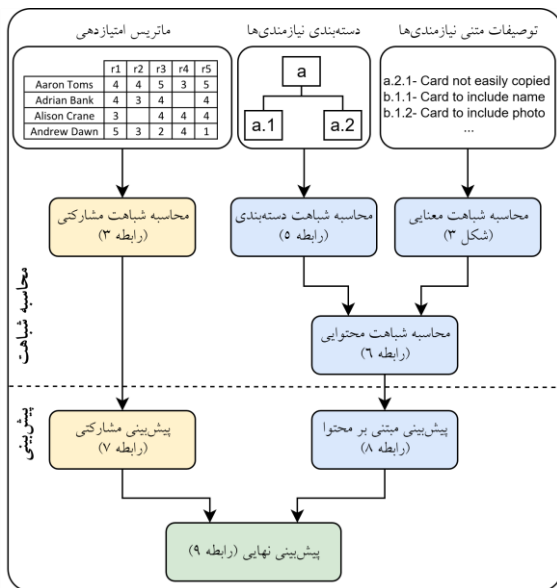 توصیفات متنی نیازمندی‌ها
a.2.1- Card not easily copied
b.1.1- Card to include name
b.1.2- Card to include photo
...
دسته‌بندی نیازمندی‌ها
a
a.1 a.2
ماتریس امتیازدهی
r1 r2 r3 r4 r5
Aaron Toms 4 4 5 3 5
Adrian Bank 4 3 4 4
Alison Crane 3 4 4 4
Andrew Dawn 5 3 2 4 1
محاسبه شباهت معنایی
(شکل ۳)
محاسبه شباهت دسته‌بندی
(رابطه ۵)
محاسبه شباهت مشارکتی
(رابطه ۳)
محاسبه شباهت محتوایی
(رابطه ۶)
محاسبه شباهت
پیش‌بینی مبتنی بر محتوا
(رابطه ۸)
پیش‌بینی مشارکتی
(رابطه ۷)
پیش‌بینی
پیش‌بینی نهایی (رابطه ۹)